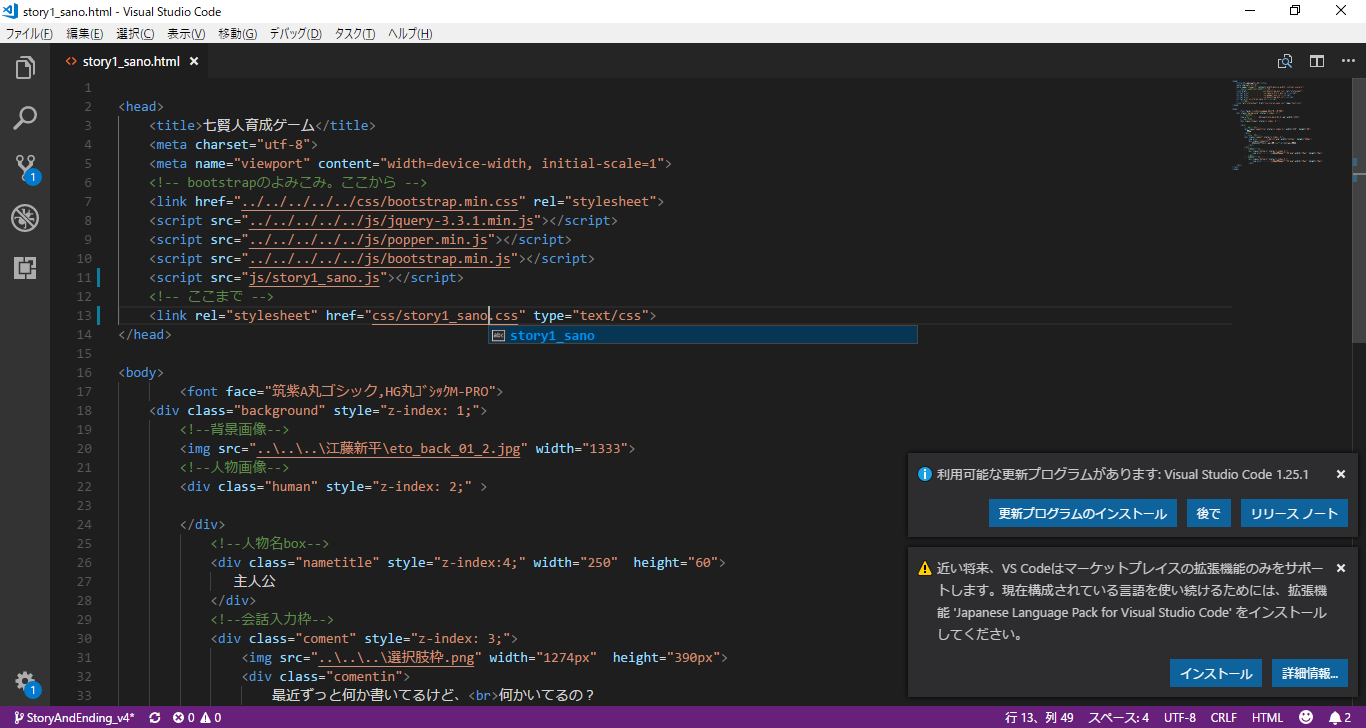 story1_sano.html - Visual Studio Code
ファイル(F) 編集(E) 選択(C) 表示(V) 移動(G) デバッグ(D) タスク(T) ヘルプ(H)
<> story1_sano.html ×
1
2 <head>
3 <title>七賢人育成ゲーム</title>
4 <meta charset="utf-8">
5 <meta name="viewport" content="width=device-width, initial-scale=1">
6 <!-- bootstrapのよみこみ。ここから -->
7 <link href="../../../../../css/bootstrap.min.css" rel="stylesheet">
8 <script src="../../../../../js/jquery-3.3.1.min.js"></script>
9 <script src="../../../../../js/popper.min.js"></script>
10 <script src="../../../../../js/bootstrap.min.js"></script>
11 <script src="js/story1_sano.js"></script>
12 <!-- ここまで -->
13 <link rel="stylesheet" href="css/story1_sano.css" type="text/css">
abc story1_sano
14 </head>
15
16 <body>
17 <font face="筑紫A丸ゴシック,HG丸ｺﾞｼｯｸM-PRO">
18 <div class="background" style="z-index: 1;">
19 <!--背景画像-->
20 <img src="..\..\..\江藤新平\eto_back_01_2.jpg" width="1333">
21 <!--人物画像-->
22 <div class="human" style="z-index: 2;" >
23
24 </div>
25 <!--人物名box-->
26 <div class="nametitle" style="z-index:4;" width="250"  height="60">
27 主人公
28 </div>
29 <!--会話入力枠-->
30 <div class="coment" style="z-index: 3;">
31 <img src="..\..\..\選択肢枠.png" width="1274px"  height="390px">
32 <div class="comentin">
33 最近ずっと何か書いてるけど、<br>何かいてるの？
利用可能な更新プログラムがあります: Visual Studio Code 1.25.1
更新プログラムのインストール 後で リリース ノート
近い将来、VS Codeはマーケットプレイスの拡張機能のみをサポー
トします。現在構成されている言語を使い続けるためには、拡張機
能 'Japanese Language Pack for Visual Studio Code' をインストール
してください。
インストール 詳細情報...
1
1
StoryAndEnding_v4* 0 0 行 13、列 49 スペース: 4 UTF-8 CRLF HTML 2